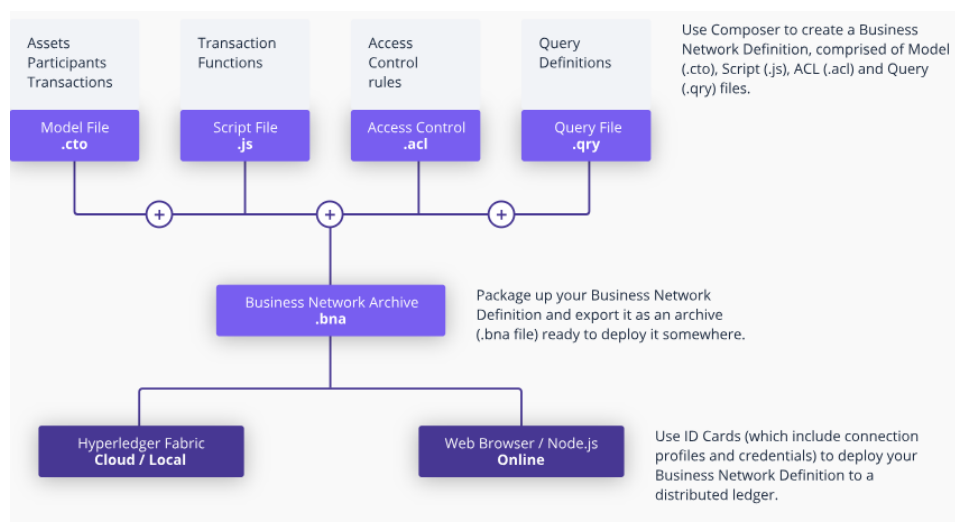 Assets
Participants
Transactions
Transaction
Functions
Access
Control
rules
Query
Definitions
Use Composer to create a Business
Network Definition, comprised of Model
(.cto), Script (.js), ACL (.acl) and Query
(.qry) files.
Model File
.cto
Script File
.js
Access Control
.acl
Query File
.qry
+
+
+
Business Network Archive
.bna
Package up your Business Network
Definition and export it as an archive
(.bna file) ready to deploy it somewhere.
Hyperledger Fabric
Cloud / Local
Web Browser / Node.js
Online
Use ID Cards (which include connection
profiles and credentials) to deploy your
Business Network Definition to a
distributed ledger.